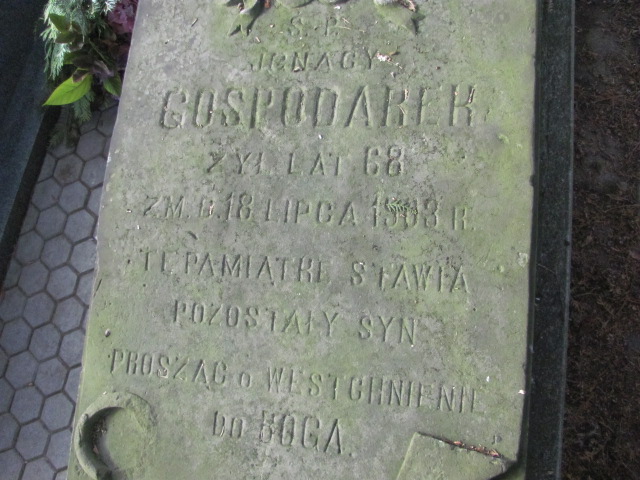 Ś. P.
IGNACY
GOSPODAREK
ŻYŁ LAT 68
ZM. D. 18 LIPCA 1903 R.
TĘ PAMIĄTKĘ STAWIA
POZOSTAŁY SYN
PROSZĄC O WESTCHNIENIE
DO BOGA.